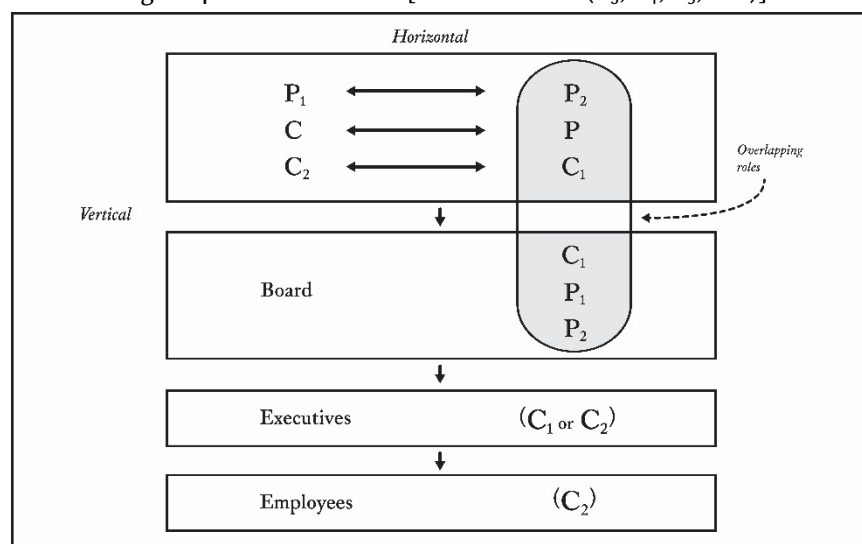 Horizontal
P₁ P₂
C P
C₂ C₁
Overlapping
roles
Vertical
C₁
Board P₁
P₂
Executives (C₁ or C₂)
Employees (C₂)